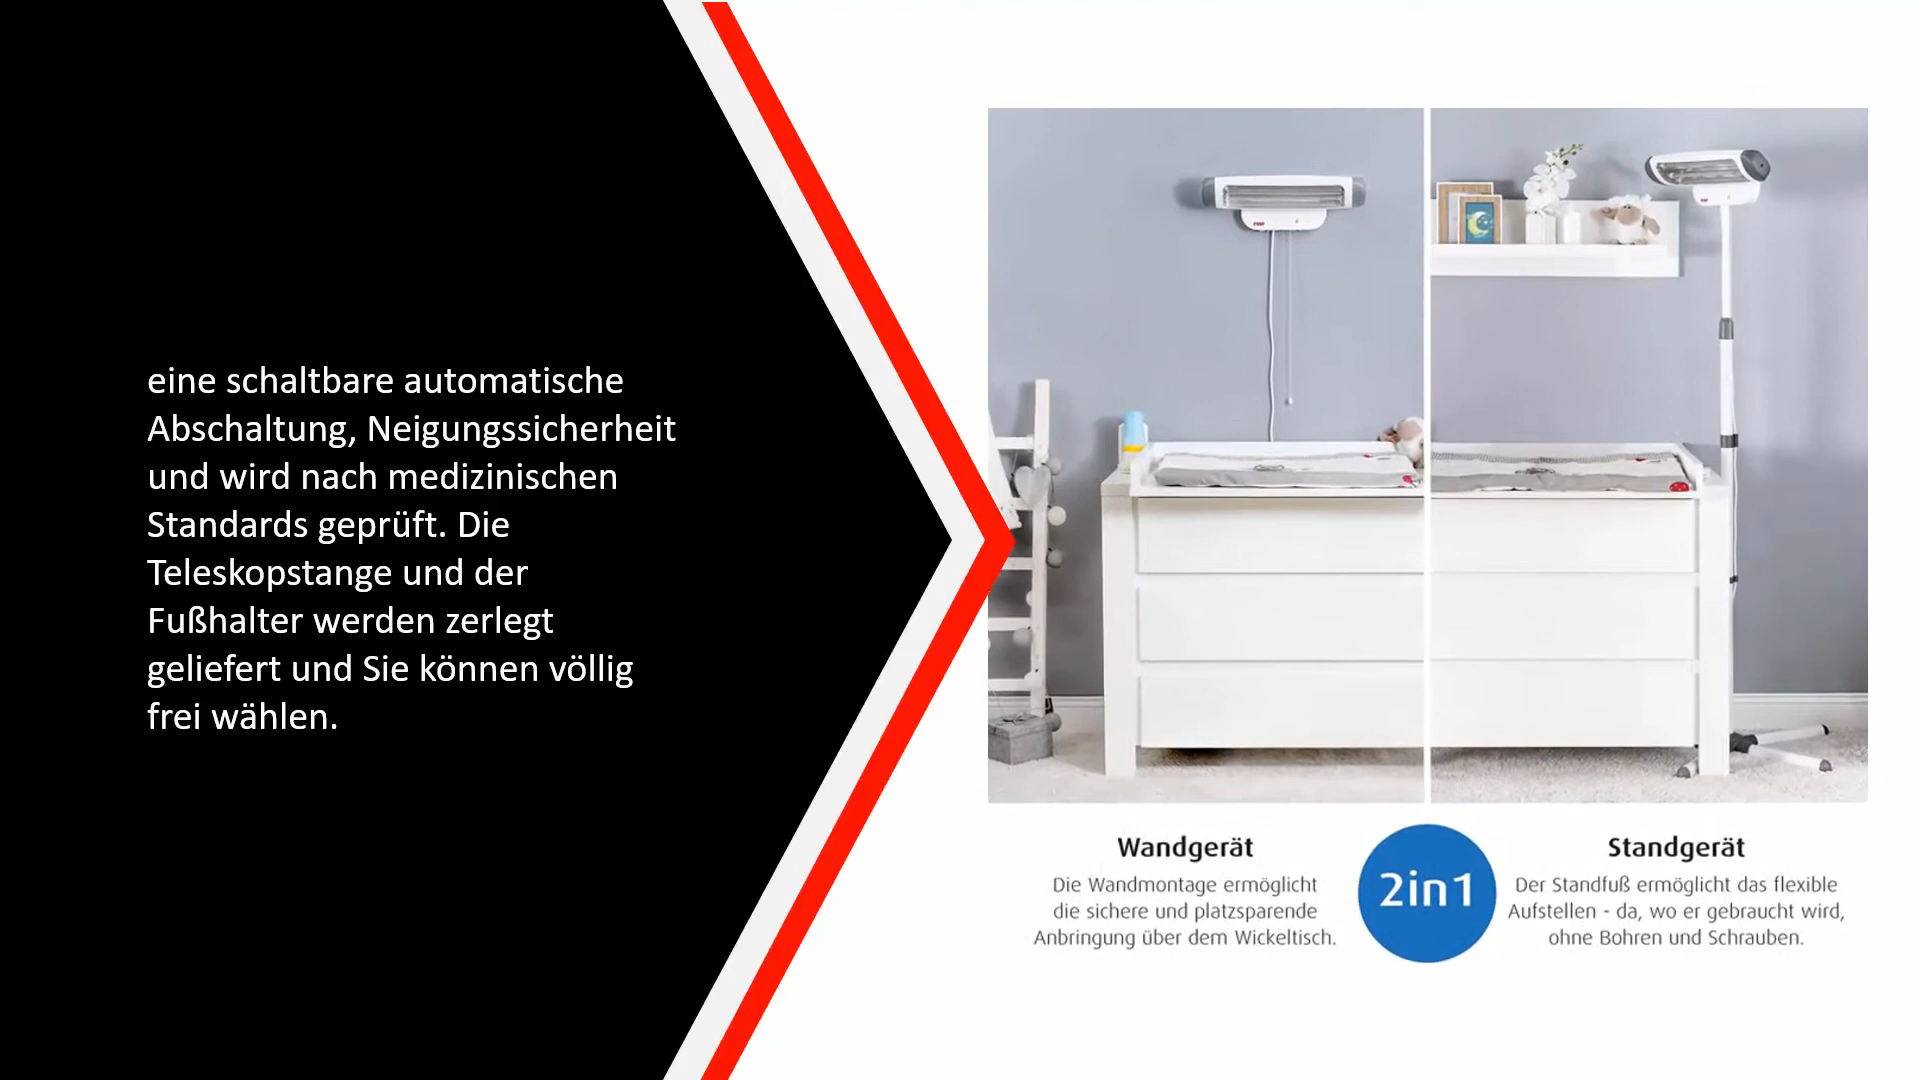 eine schaltbare automatische
Abschaltung, Neigungssicherheit
und wird nach medizinischen
Standards geprüft. Die
Teleskopstange und der
Fußhalter werden zerlegt
geliefert und Sie können völlig
frei wählen.
Wandgerät
Die Wandmontage ermöglicht
die sichere und platzsparende
Anbringung über dem Wickeltisch.
2in1
Standgerät
Der Standfuß ermöglicht das flexible
Aufstellen - da, wo er gebraucht wird,
ohne Bohren und Schrauben.